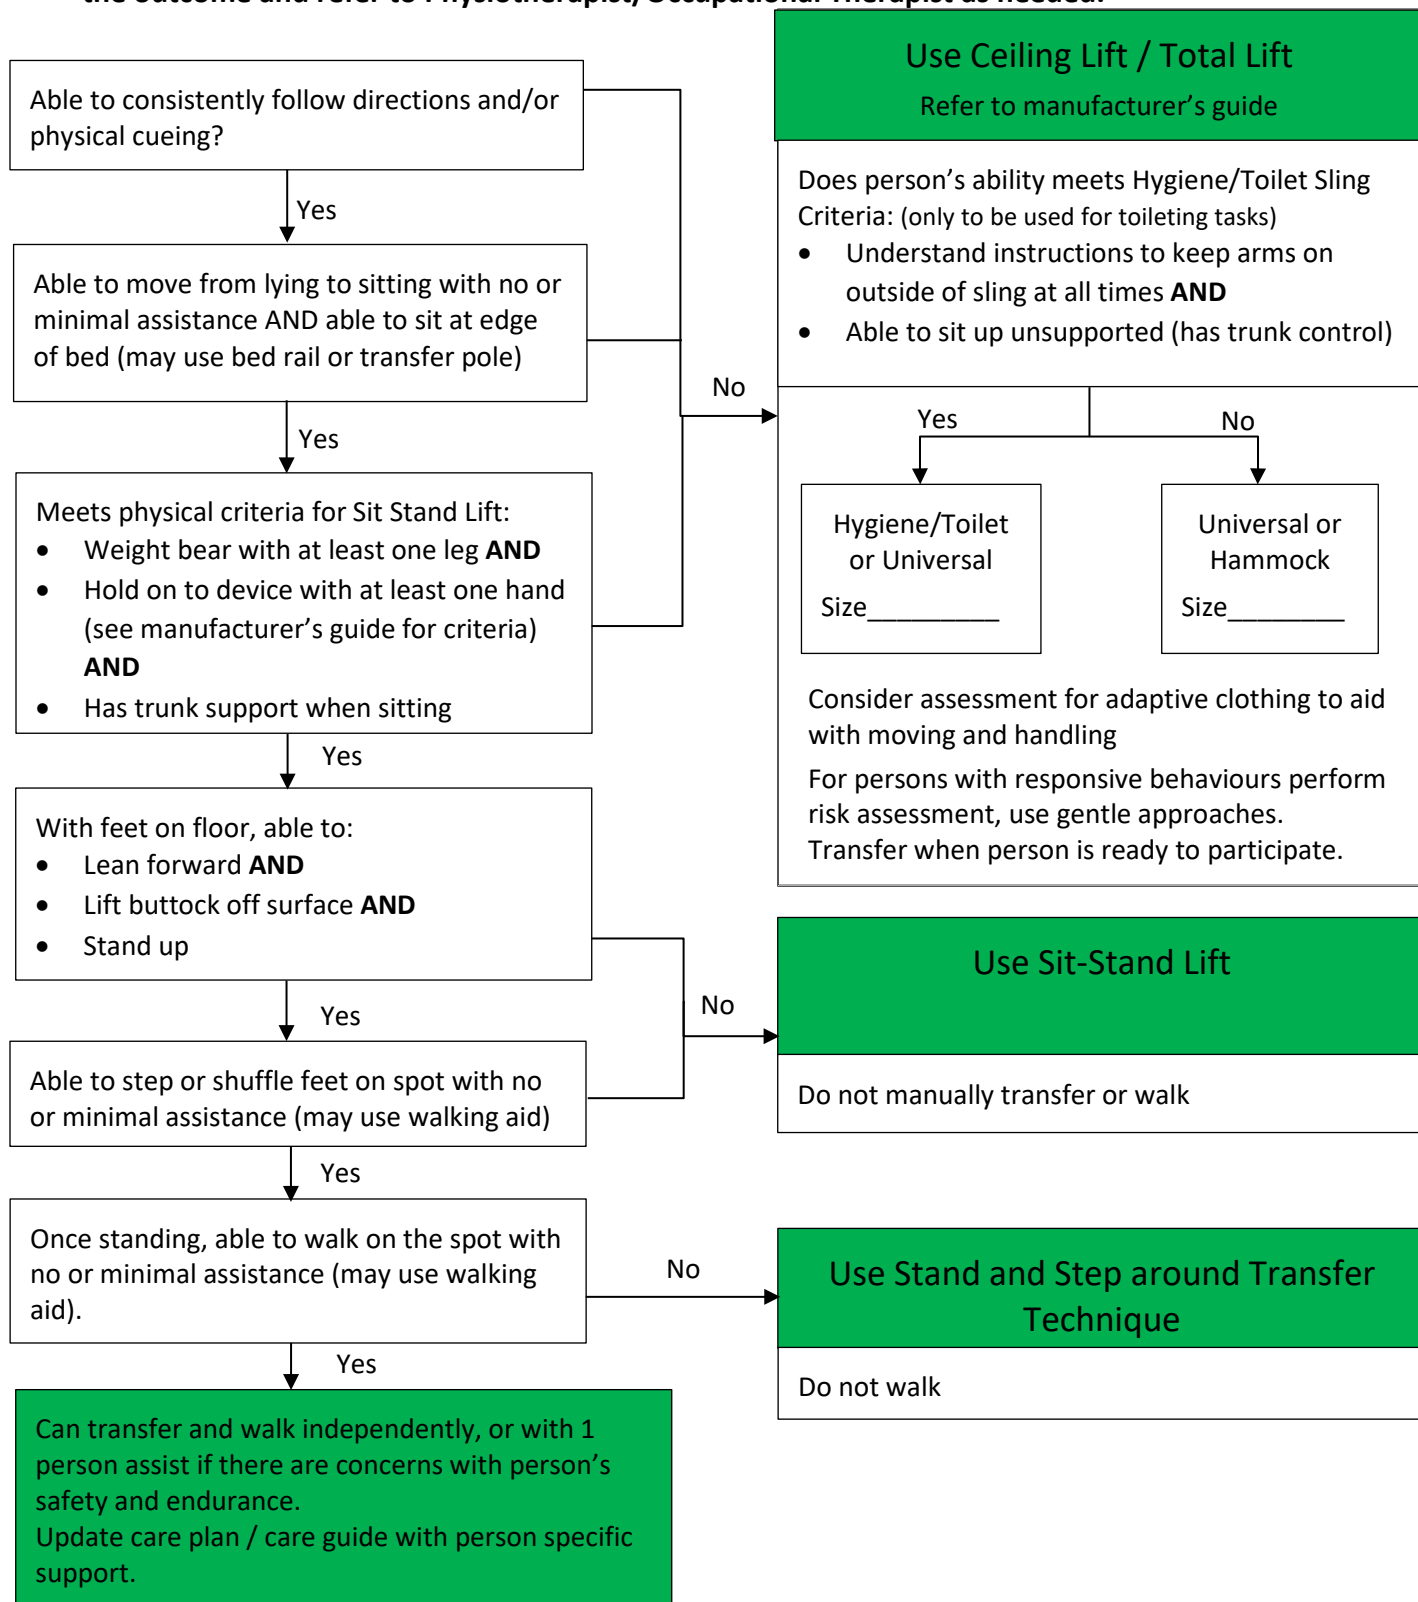 the outcome and refer to Physiotherapist/Occupational Therapist as needed.
Able to consistently follow directions and/or
physical cueing?
Yes
Able to move from lying to sitting with no or
minimal assistance AND able to sit at edge
of bed (may use bed rail or transfer pole)
Yes
Meets physical criteria for Sit Stand Lift:
• Weight bear with at least one leg AND
• Hold on to device with at least one hand
(see manufacturer’s guide for criteria)
AND
• Has trunk support when sitting
Yes
With feet on floor, able to:
• Lean forward AND
• Lift buttock off surface AND
• Stand up
Yes
Able to step or shuffle feet on spot with no
or minimal assistance (may use walking aid)
Yes
Once standing, able to walk on the spot with
no or minimal assistance (may use walking
aid).
Yes
Can transfer and walk independently, or with 1
person assist if there are concerns with person’s
safety and endurance.
Update care plan / care guide with person specific
support.
No
Use Ceiling Lift / Total Lift
Refer to manufacturer’s guide
Does person’s ability meets Hygiene/Toilet Sling
Criteria: (only to be used for toileting tasks)
• Understand instructions to keep arms on
outside of sling at all times AND
• Able to sit up unsupported (has trunk control)
Yes
No
Hygiene/Toilet
or Universal
Size_________
Universal or
Hammock
Size________
Consider assessment for adaptive clothing to aid
with moving and handling
For persons with responsive behaviours perform
risk assessment, use gentle approaches.
Transfer when person is ready to participate.
No
Use Sit-Stand Lift
Do not manually transfer or walk
No
Use Stand and Step around Transfer
Technique
Do not walk